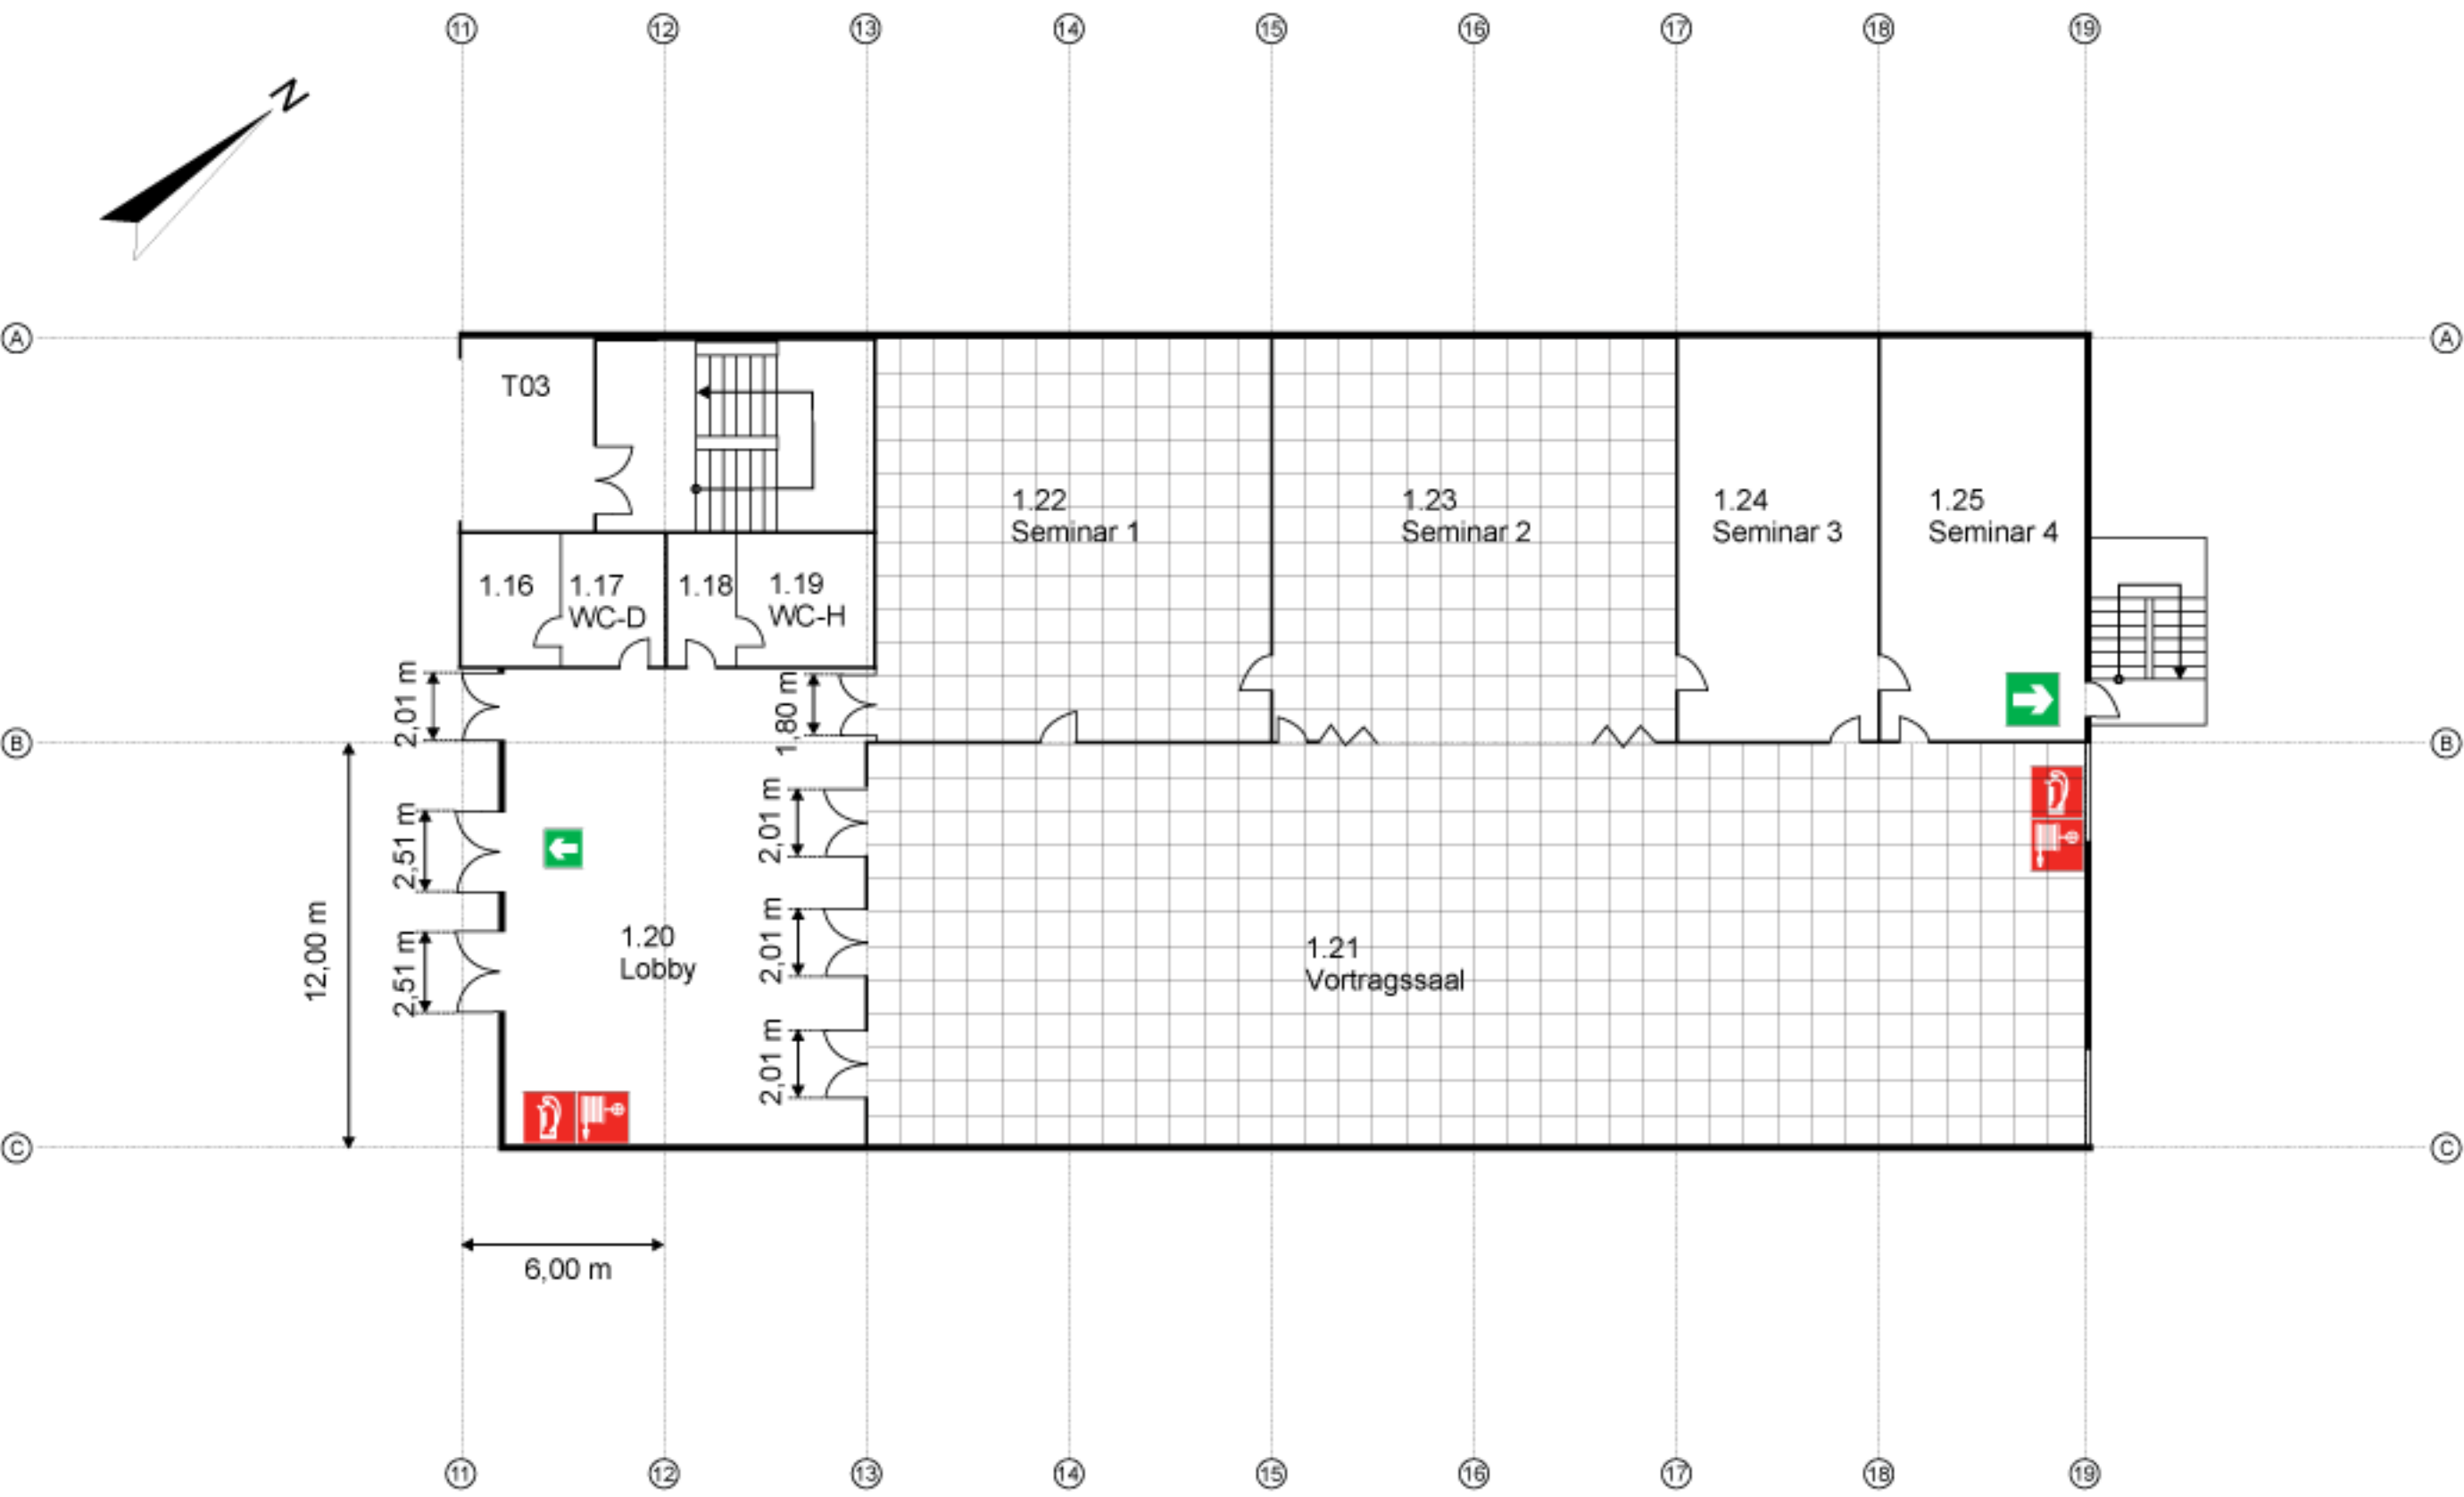 11 12 13 14 15 16 17 18 19
N
A A
T03
1.22
Seminar 1
1.23
Seminar 2
1.24
Seminar 3
1.25
Seminar 4
1.16
1.17
WC-D
1.18
1.19
WC-H
2,01 m
1,80 m
B B
2,51 m
2,01 m
2,51 m
2,01 m
12,00 m
1.20
Lobby
1.21
Vortragssaal
2,01 m
C C
6,00 m
11 12 13 14 15 16 17 18 19